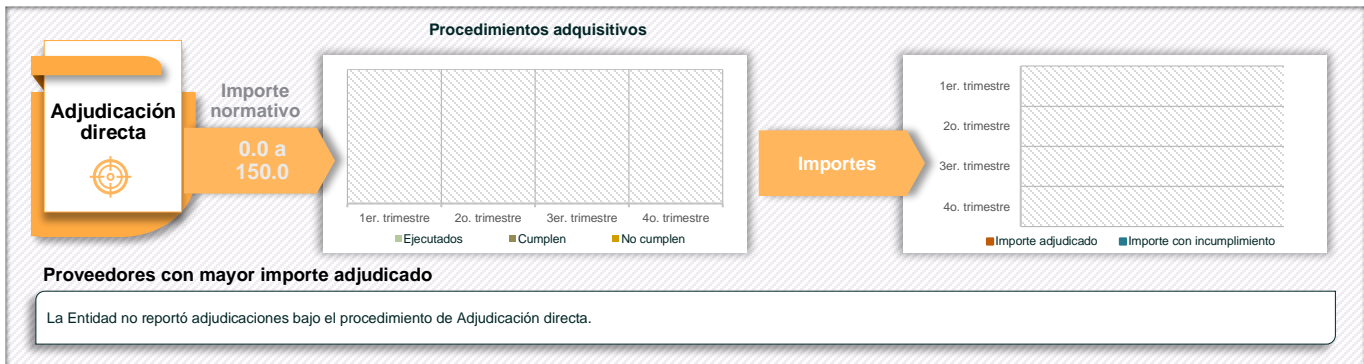 Procedimientos adquisitivos
Adjudicación
directa
Importe
normativo
0.0 a
150.0
1er. trimestre
2o. trimestre
3er. trimestre
4o. trimestre
Ejecutados
Cumplen
No cumplen
Importes
1er. trimestre
2o. trimestre
3er. trimestre
4o. trimestre
Importe adjudicado
Importe con incumplimiento
Proveedores con mayor importe adjudicado
La Entidad no reportó adjudicaciones bajo el procedimiento de Adjudicación directa.